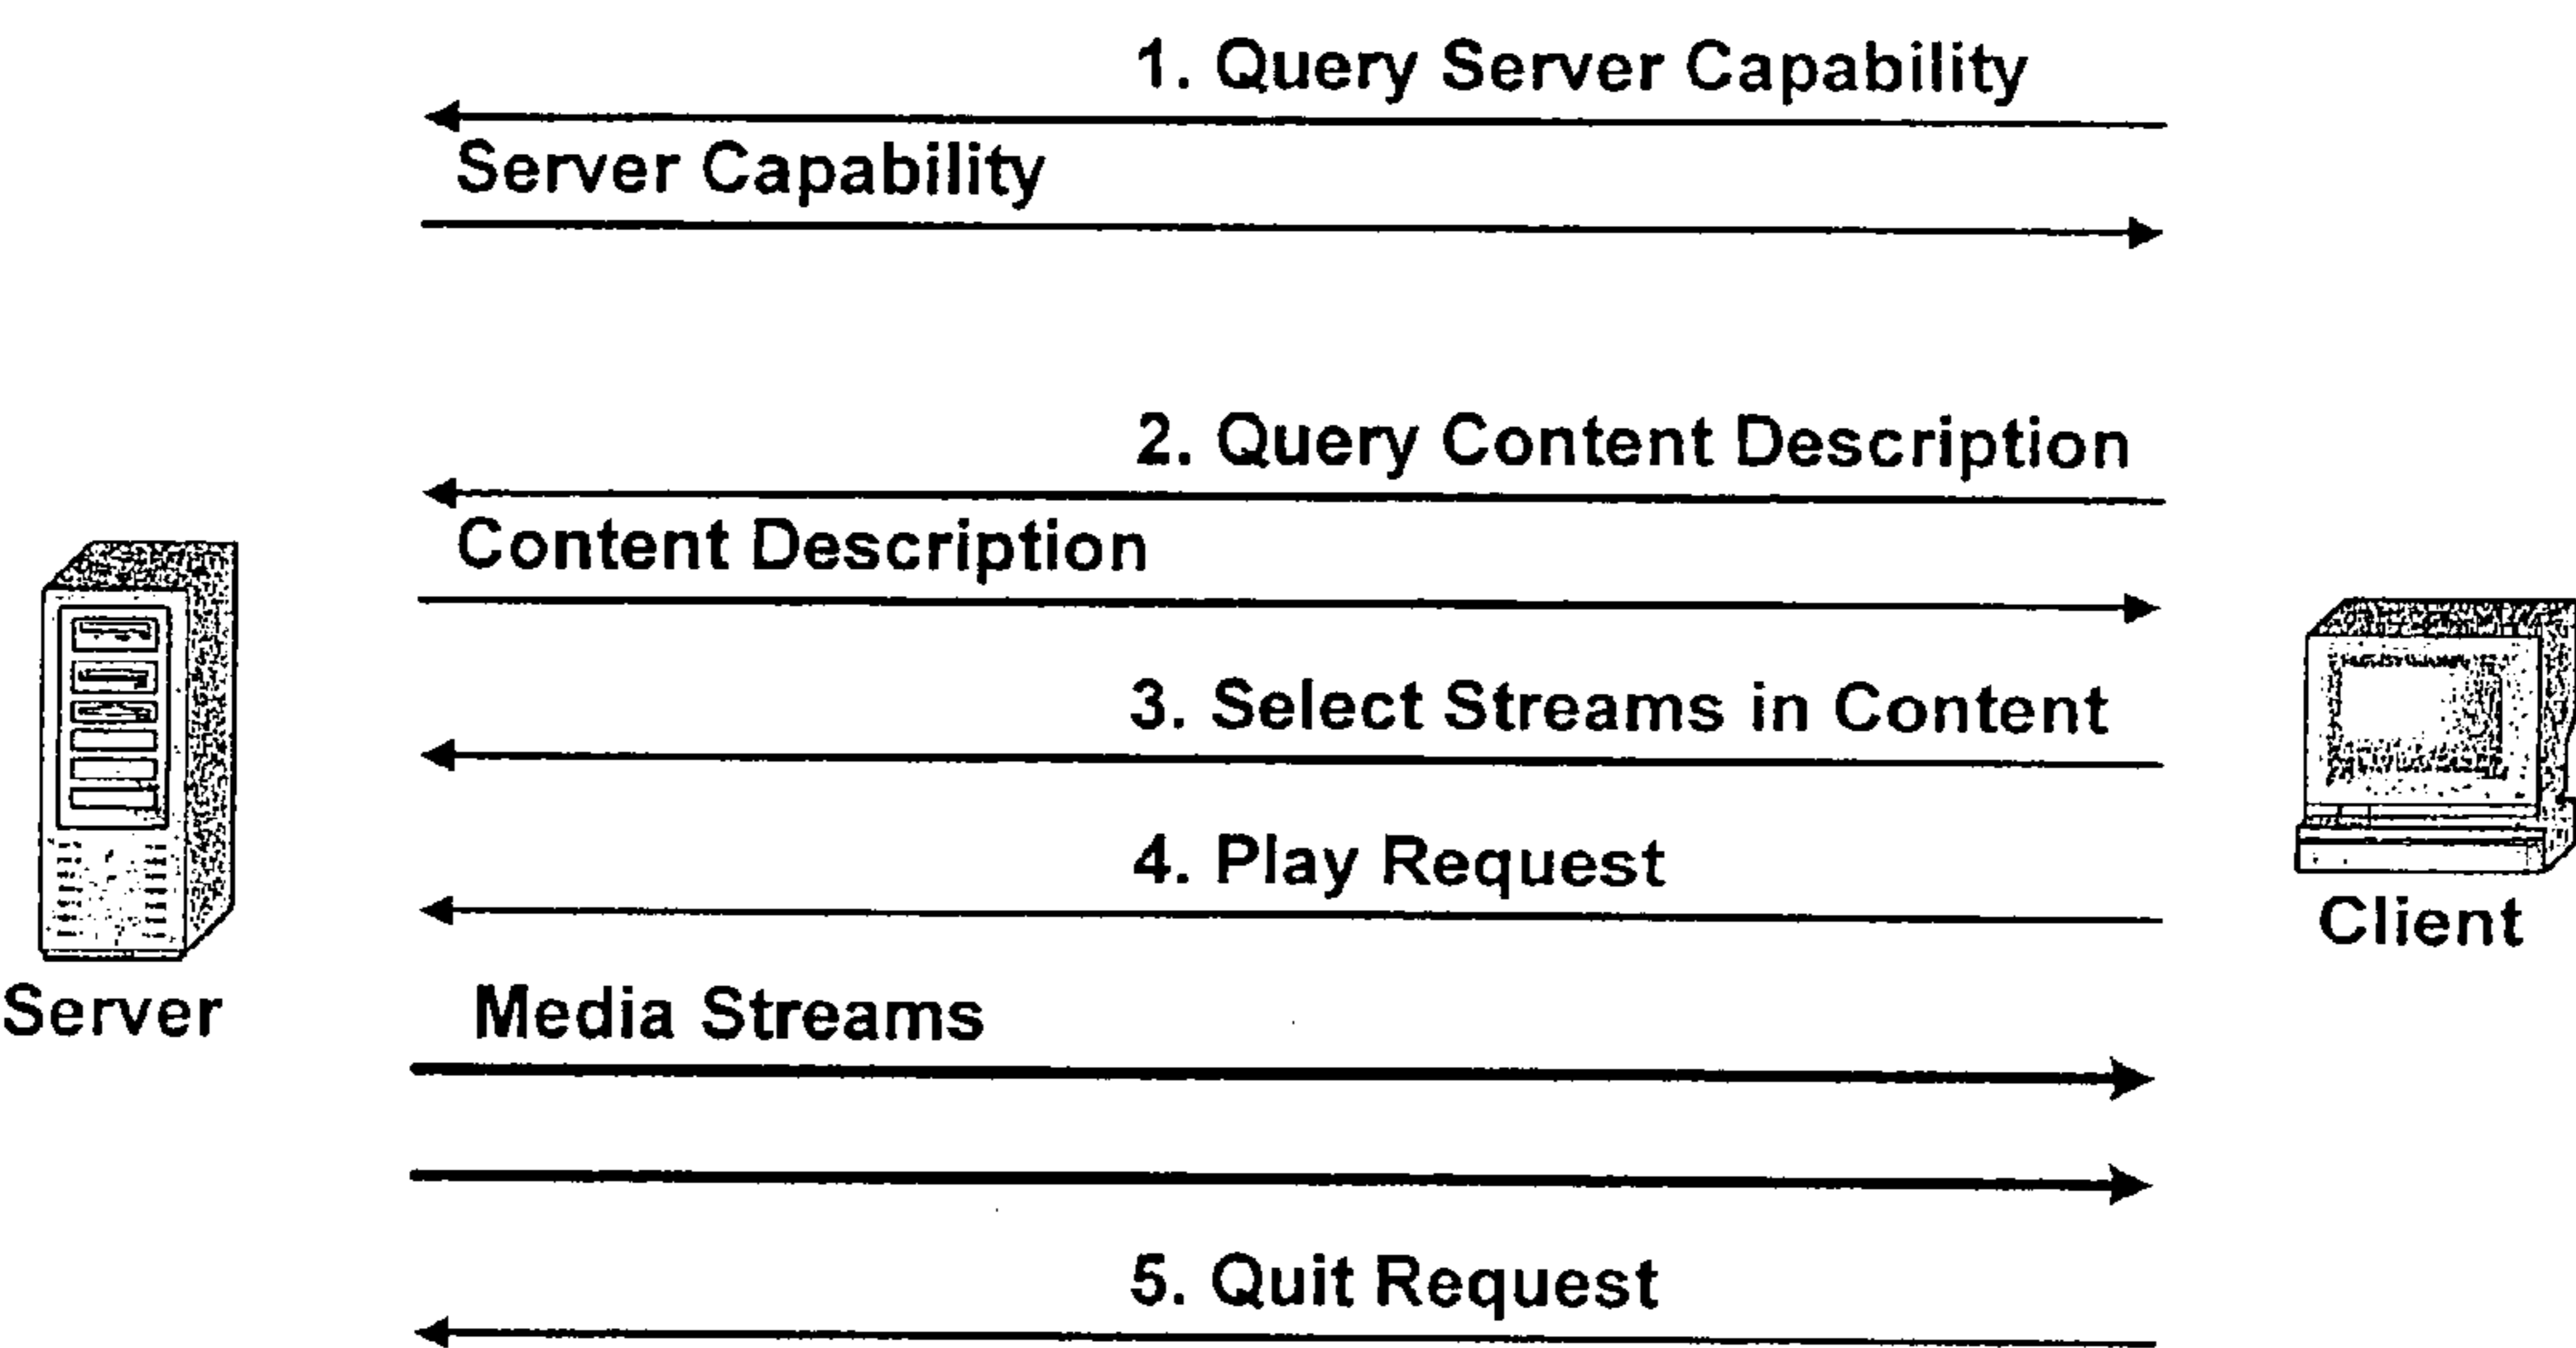 1. Query Server Capability
Server Capability
2. Query Content Description
Content Description
3. Select Streams in Content
4. Play Request
Client
Media Streams
Server
5. Quit Request